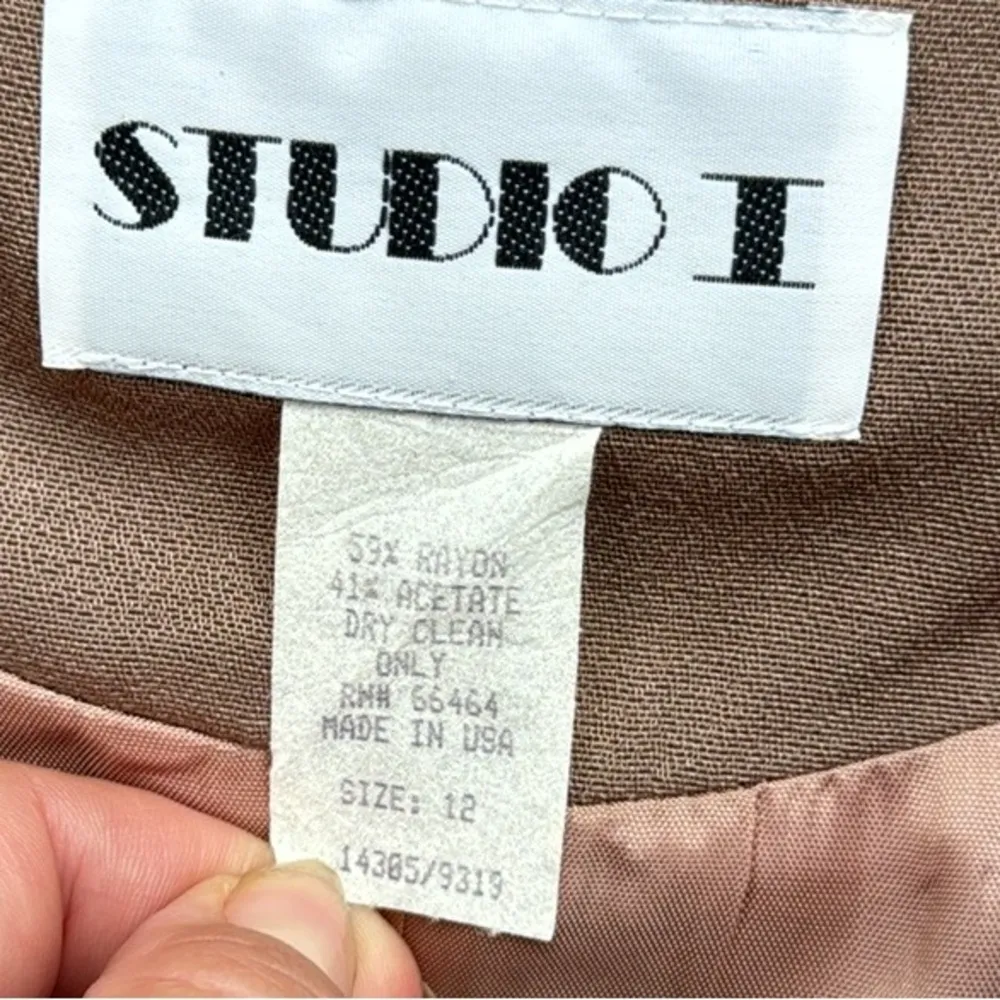 STUDIO I
59% RAYON
41% ACETATE
DRY CLEAN
ONLY
RN# 66464
MADE IN USA
SIZE: 12
14305/9319